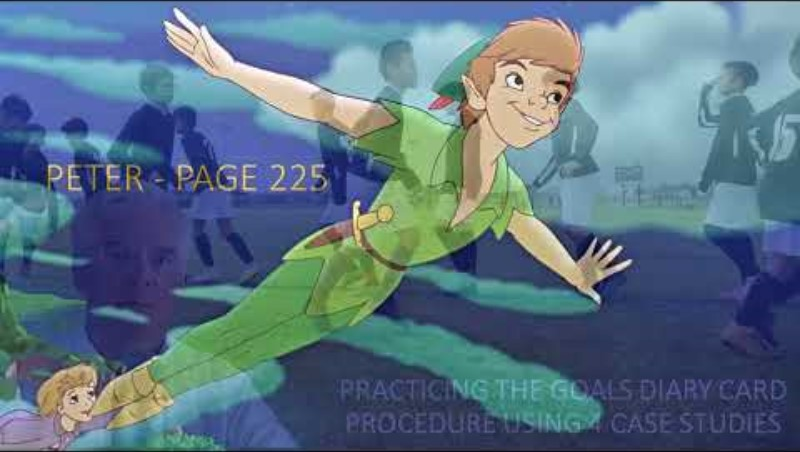 PETER - PAGE 225
PRACTICING THE GOALS DIARY CARD
PROCEDURE USING 4 CASE STUDIES